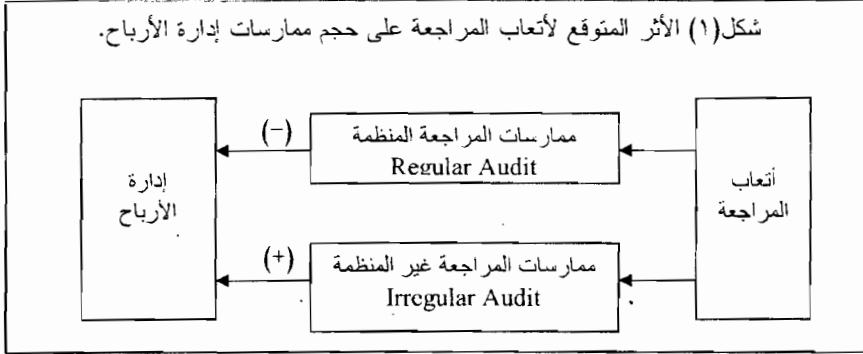 شكل(١) الأثر المتوقع لأتعاب المراجعة على حجم ممارسات إدارة الأرباح.
أتعاب
المراجعة
ممارسات المراجعة المنظمة
Regular Audit
(-)
ممارسات المراجعة غير المنظمة
Irregular Audit
(+)
إدارة
الأرباح